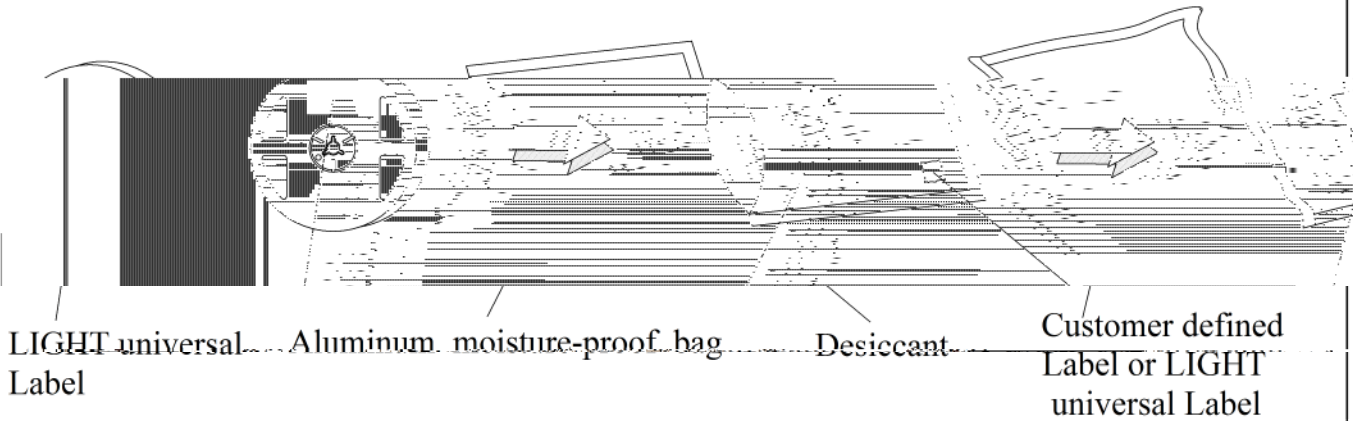 LIGHT universal
Label
Aluminum moisture-proof bag
Desiccant
Customer defined
Label or LIGHT
universal Label